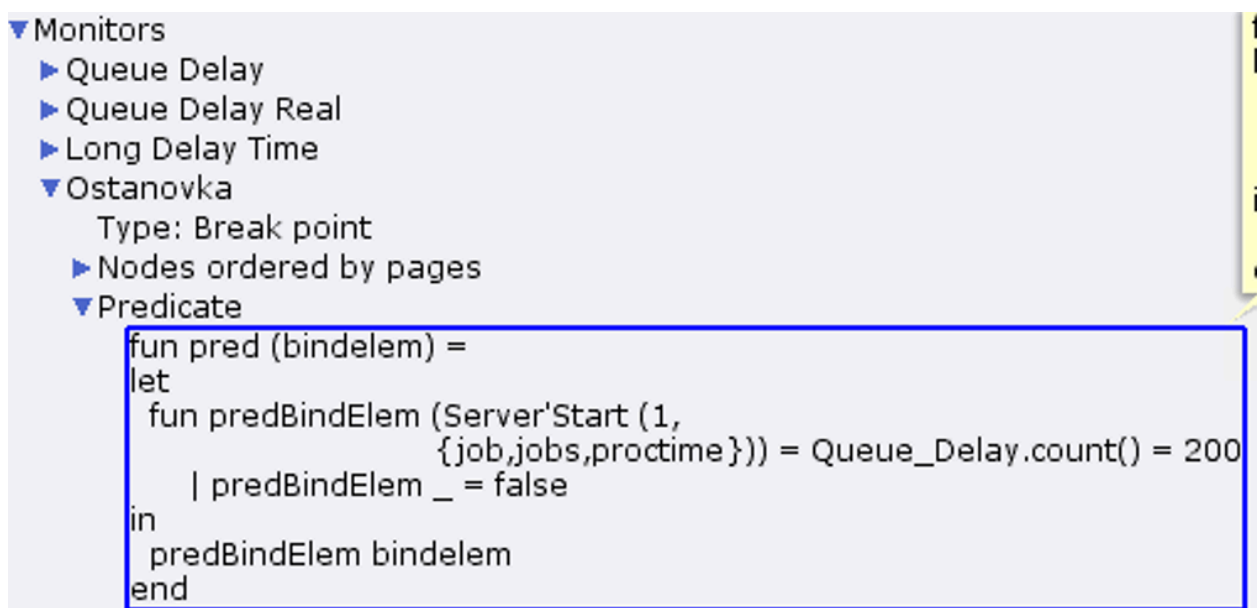 Monitors
Queue Delay
Queue Delay Real
Long Delay Time
Ostanovka
Type: Break point
Nodes ordered by pages
Predicate
fun pred (bindelem) =
let
fun predBindElem (Server'Start (1,
{job,jobs,proctime})) = Queue_Delay.count() = 200
| predBindElem _ = false
in
predBindElem bindelem
end